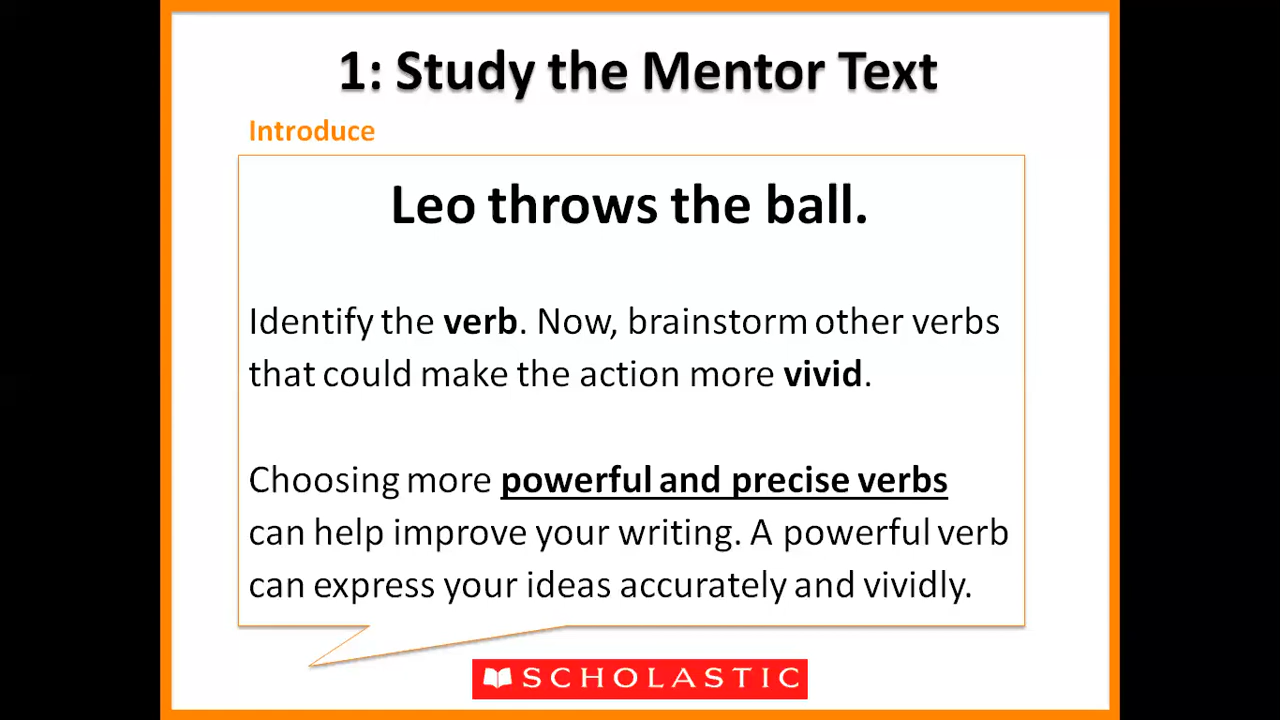 1: Study the Mentor Text
Introduce
Leo throws the ball.
Identify the verb. Now, brainstorm other verbs
that could make the action more vivid.
Choosing more powerful and precise verbs
can help improve your writing. A powerful verb
can express your ideas accurately and vividly.
SCHOLASTIC